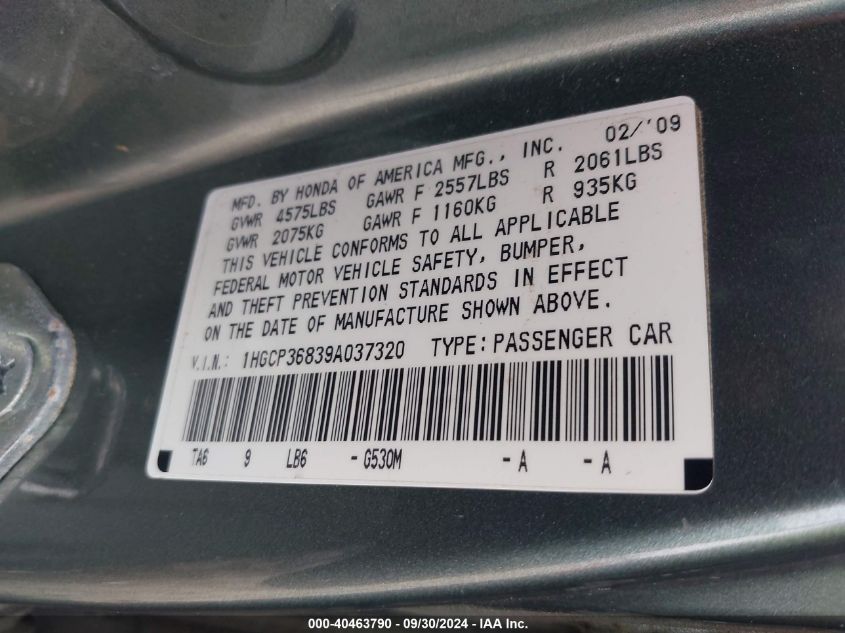 MFD. BY HONDA OF AMERICA MFG., INC. 02/'09
GVWR 4575LBS GAWR F 2557LBS R 2061LBS
GVWR 2075KG GAWR F 1160KG R 935KG
THIS VEHICLE CONFORMS TO ALL APPLICABLE
FEDERAL MOTOR VEHICLE SAFETY, BUMPER,
AND THEFT PREVENTION STANDARDS IN EFFECT
ON THE DATE OF MANUFACTURE SHOWN ABOVE.
V.I.N.: 1HGCP36839A037320 TYPE: PASSENGER CAR
TA6 9 LB6 - G530M - A - A
000-40463790 - 09/30/2024 - IAA Inc.